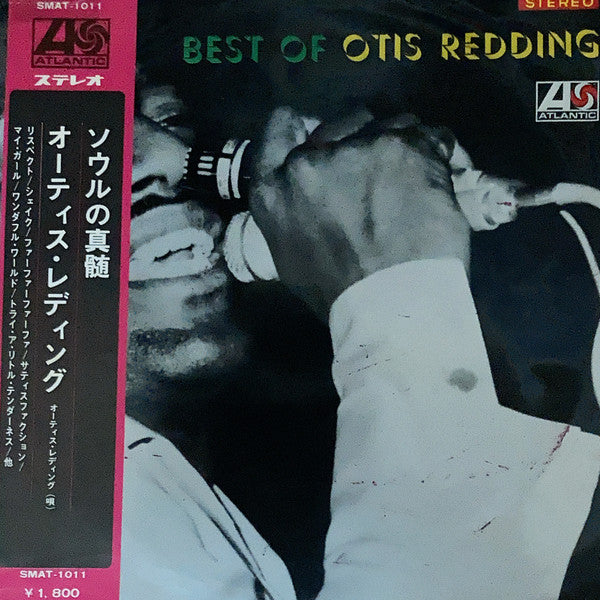 SMAT-1011
ATLANTIC
ステレオ
ソウルの真髄
オーティス・レディング
オーティス・レディング(唄)
リスペクト/シェイク/ファーファーファーファ/サティスファクション/
マイ・ガール/ワンダフル・ワールド/トライ・ア・リトル・テンダーネス/他
SMAT-1011
¥1,800
STEREO
BEST OF OTIS REDDING
ATLANTIC